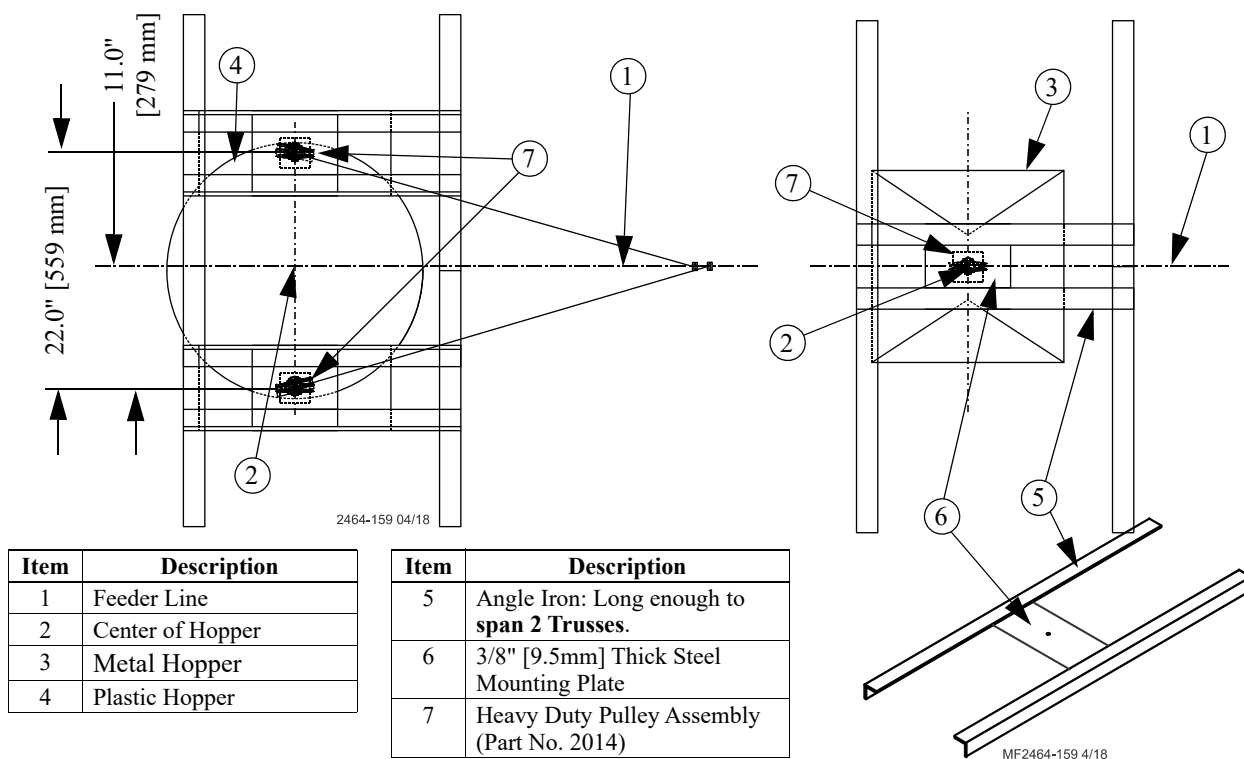 11.0"
[279 mm]
22.0" [559 mm]
4
7
1
2
2464-159 04/18
3
1
7
2
6
5
MF2464-159 4/18
Item Description
1 Feeder Line
2 Center of Hopper
3 Metal Hopper
4 Plastic Hopper
Item Description
5 Angle Iron: Long enough to
span 2 Trusses.
6 3/8" [9.5mm] Thick Steel
Mounting Plate
7 Heavy Duty Pulley Assembly
(Part No. 2014)